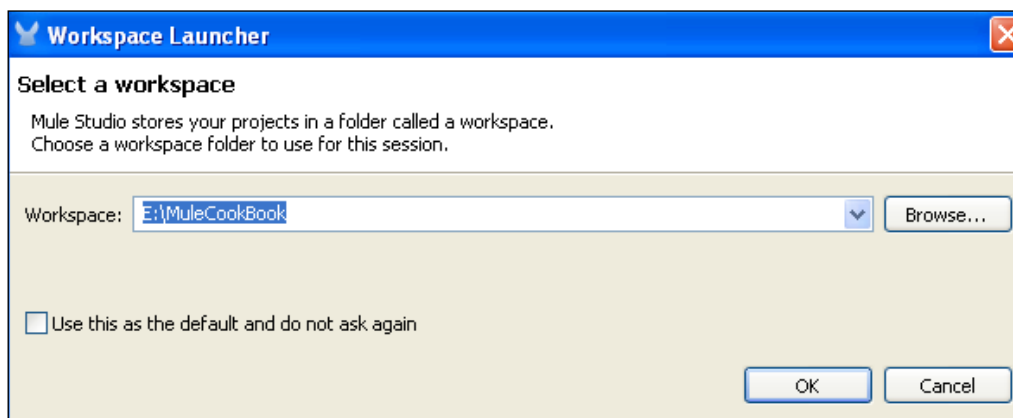 Workspace Launcher
Select a workspace
Mule Studio stores your projects in a folder called a workspace.
Choose a workspace folder to use for this session.
Workspace: E:\MuleCookBook Browse...
Use this as the default and do not ask again
OK Cancel